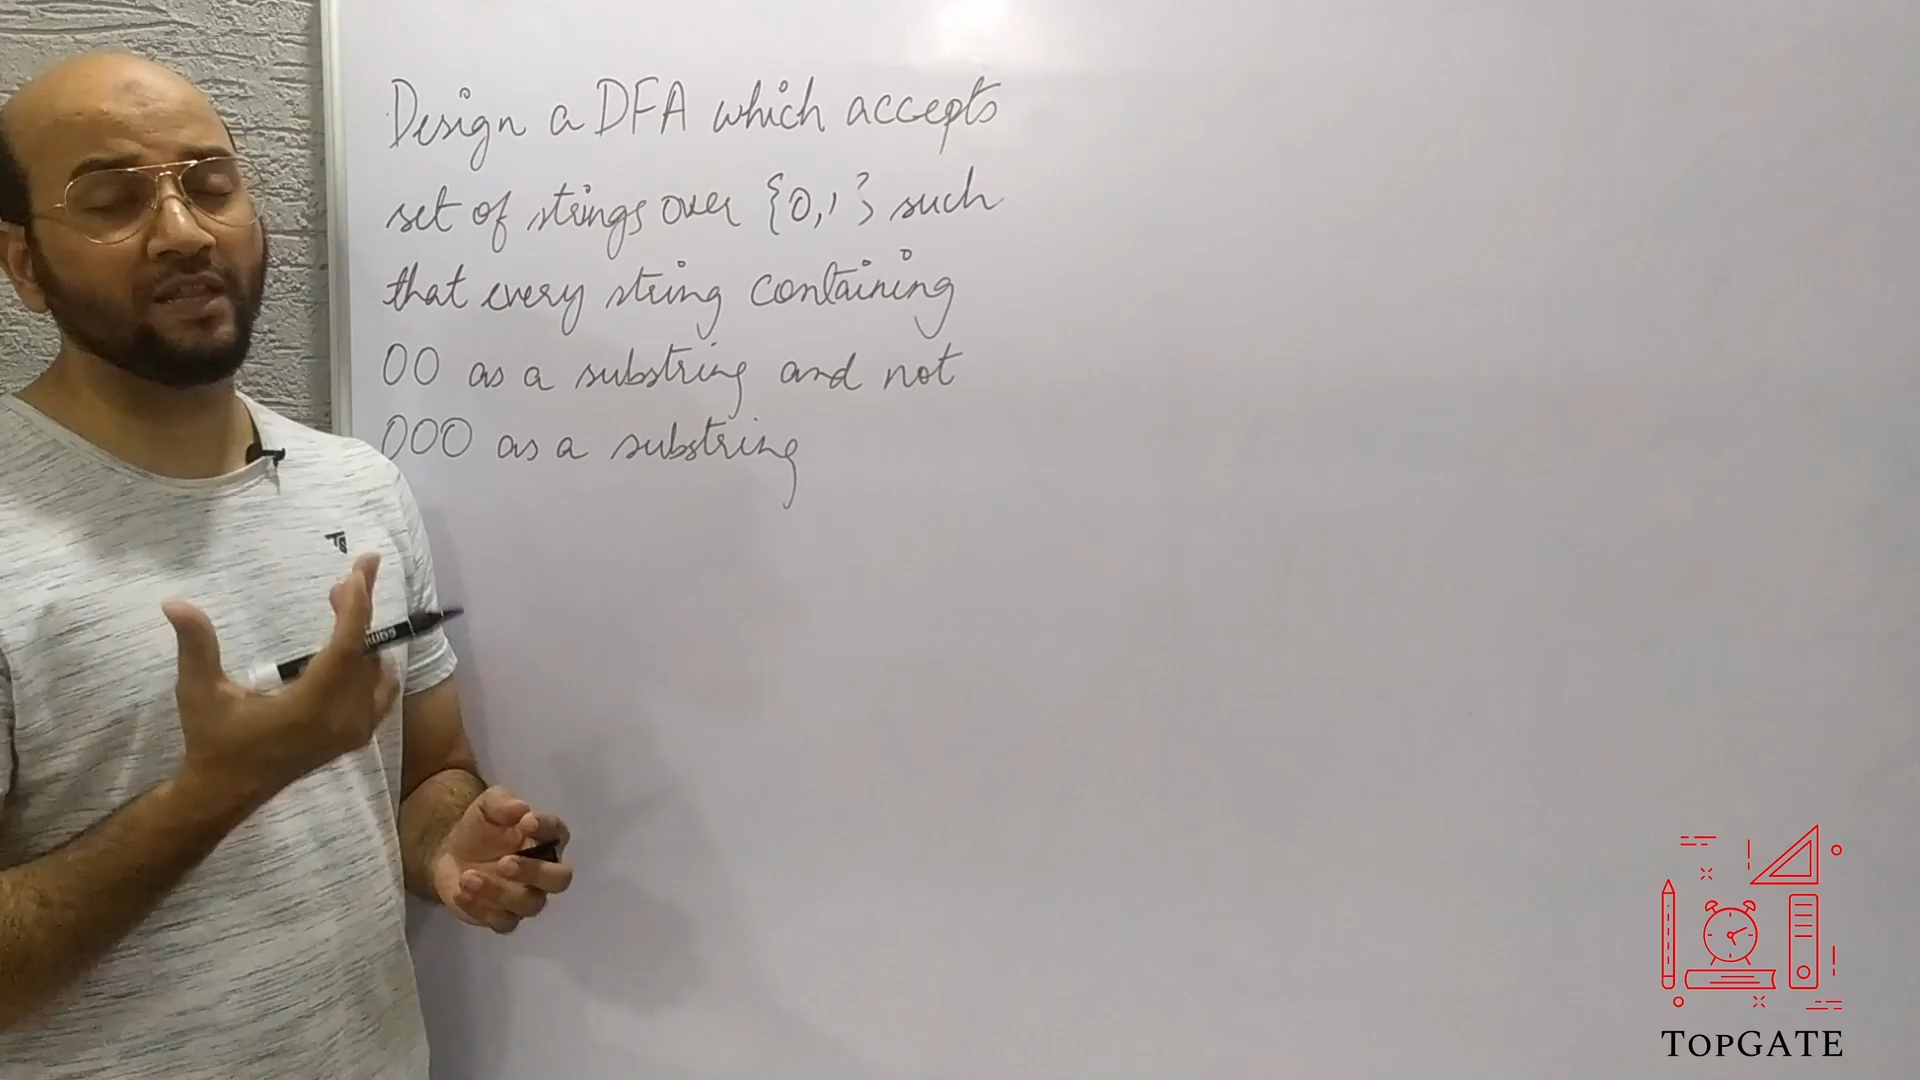 Design a DFA which accepts
set of strings over {0,1} such
that every string containing
00 as a substring and not
000 as a substring
TOPGATE